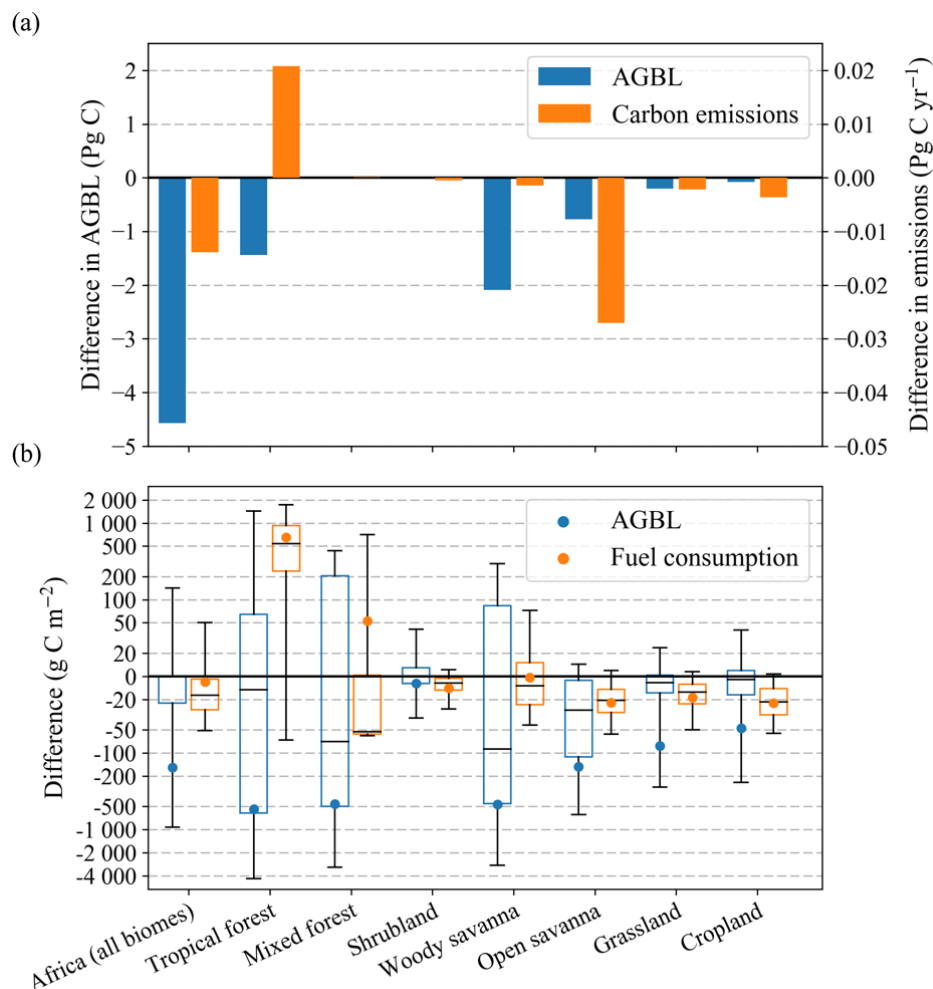 (a)
AGBL
Carbon emissions
Difference in AGBL (Pg C)
2
1
0
−1
−2
−3
−4
−5
Difference in emissions (Pg C yr−1)
0.02
0.01
0.00
−0.01
−0.02
−0.03
−0.04
−0.05
(b)
AGBL
Fuel consumption
Difference (g C m−2)
2 000
1 000
500
200
100
50
20
0
-20
-50
-100
-200
-500
-1 000
-2 000
-4 000
Africa (all biomes)
Tropical forest
Mixed forest
Shrubland
Woody savanna
Open savanna
Grassland
Cropland